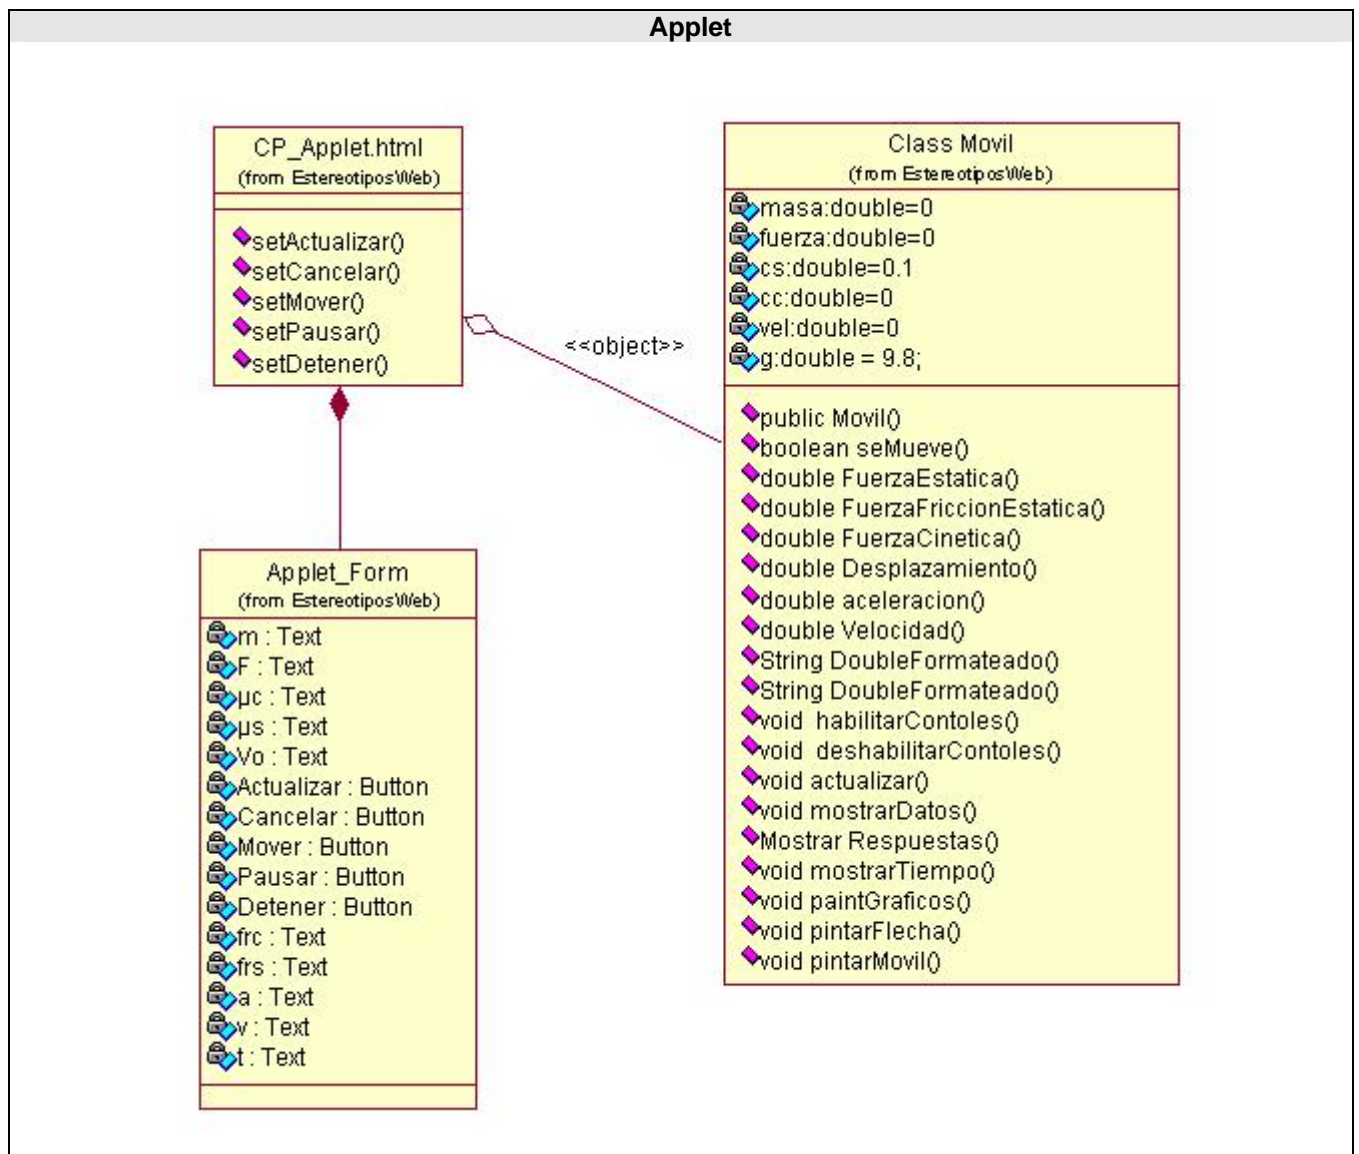 Applet
CP_Applet.html
(from EstereotiposWeb)
setActualizar()
setCancelar()
setMover()
setPausar()
setDetener()
<<object>>
Class Movil
(from EstereotiposWeb)
masa:double=0
fuerza:double=0
cs:double=0.1
cc:double=0
vel:double=0
g:double = 9.8;
public Movil()
boolean seMueve()
double FuerzaEstatica()
double FuerzaFriccionEstatica()
double FuerzaCinetica()
double Desplazamiento()
double aceleracion()
double Velocidad()
String DoubleFormateado()
String DoubleFormateado()
void habilitarContoles()
void deshabilitarContoles()
void actualizar()
void mostrarDatos()
Mostrar Respuestas()
void mostrarTiempo()
void paintGraficos()
void pintarFlecha()
void pintarMovil()
Applet_Form
(from EstereotiposWeb)
m : Text
F : Text
µc : Text
µs : Text
Vo : Text
Actualizar : Button
Cancelar : Button
Mover : Button
Pausar : Button
Detener : Button
frc : Text
frs : Text
a : Text
v : Text
t : Text